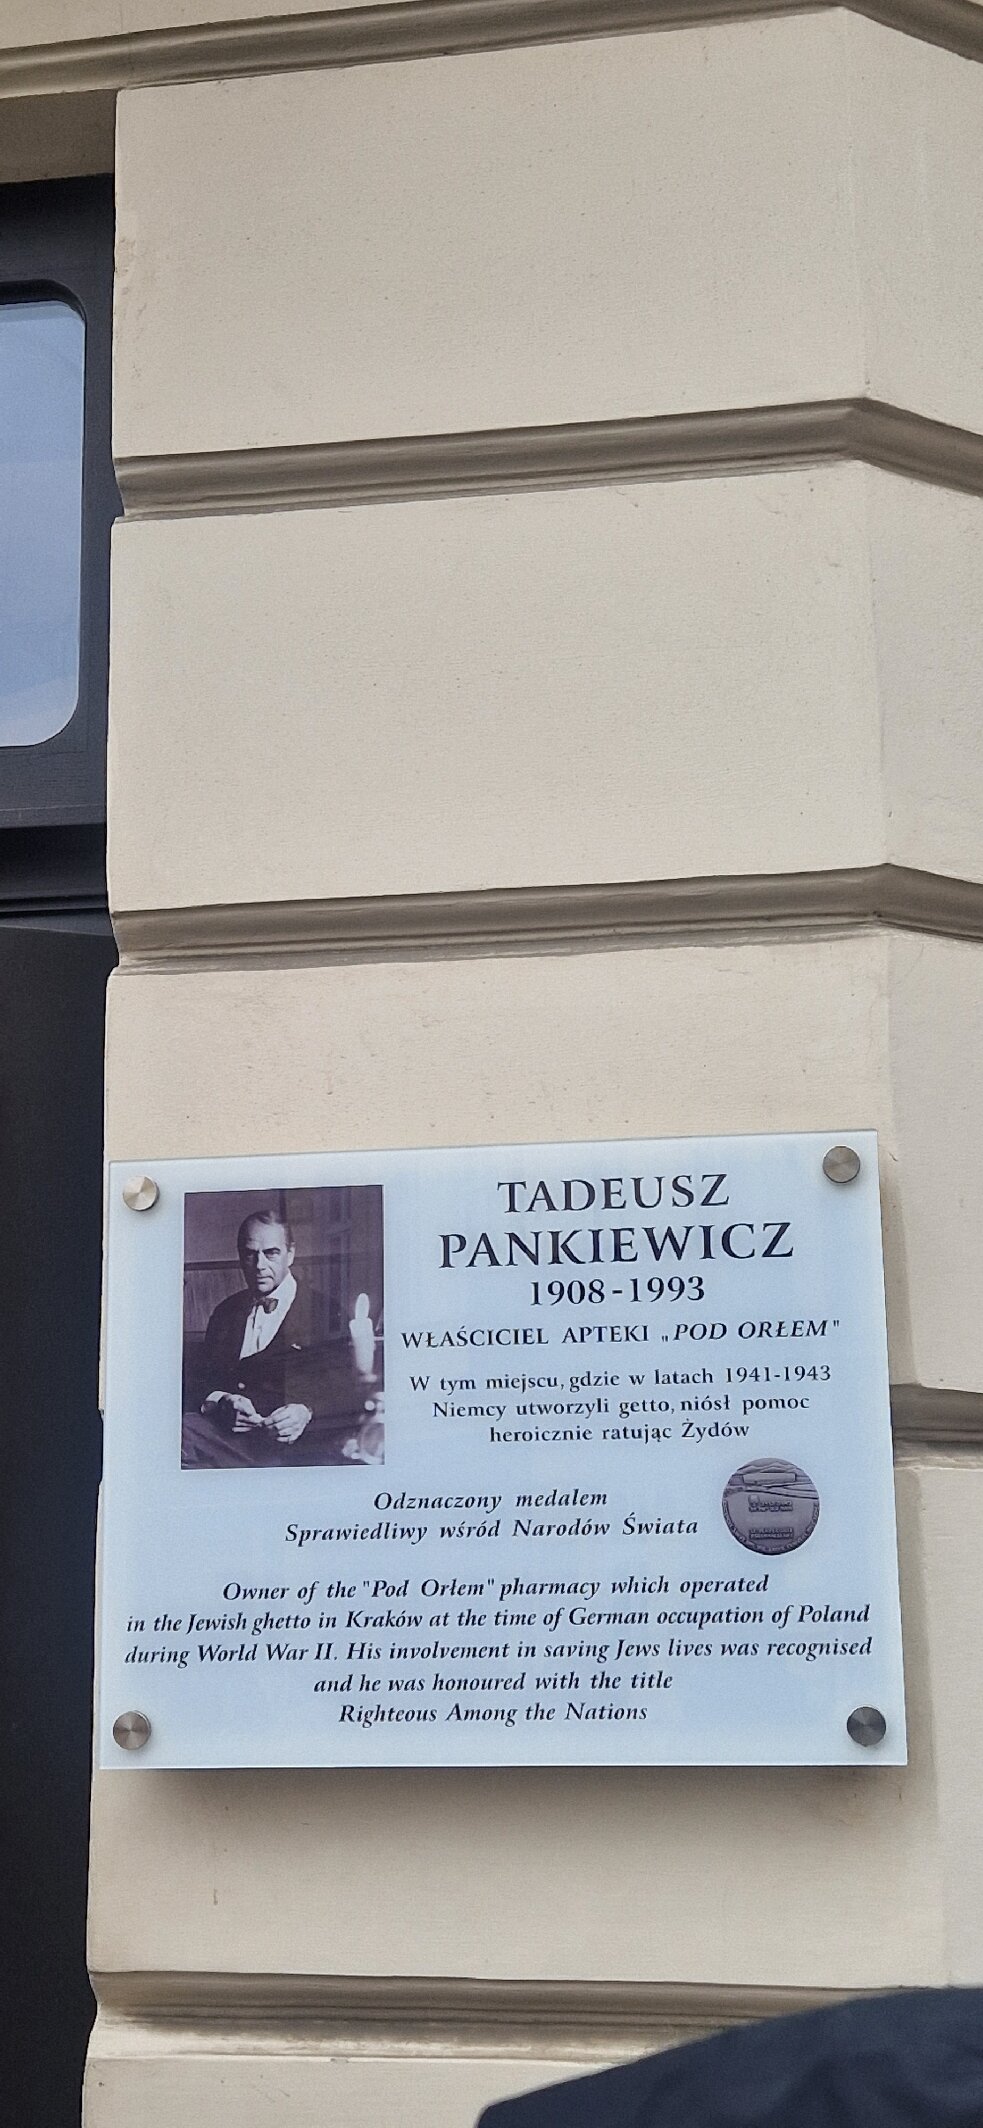 TADEUSZ
PANKIEWICZ
1908-1993
WŁAŚCICIEL APTEKI „POD ORŁEM"
W tym miejscu, gdzie w latach 1941-1943
Niemcy utworzyli getto, niósł pomoc
heroicznie ratując Żydów
Odznaczony medalem
Sprawiedliwy wśród Narodów Świata
Owner of the "Pod Orłem" pharmacy which operated
in the Jewish ghetto in Kraków at the time of German occupation of Poland
during World War II. His involvement in saving Jews lives was recognised
and he was honoured with the title
Righteous Among the Nations